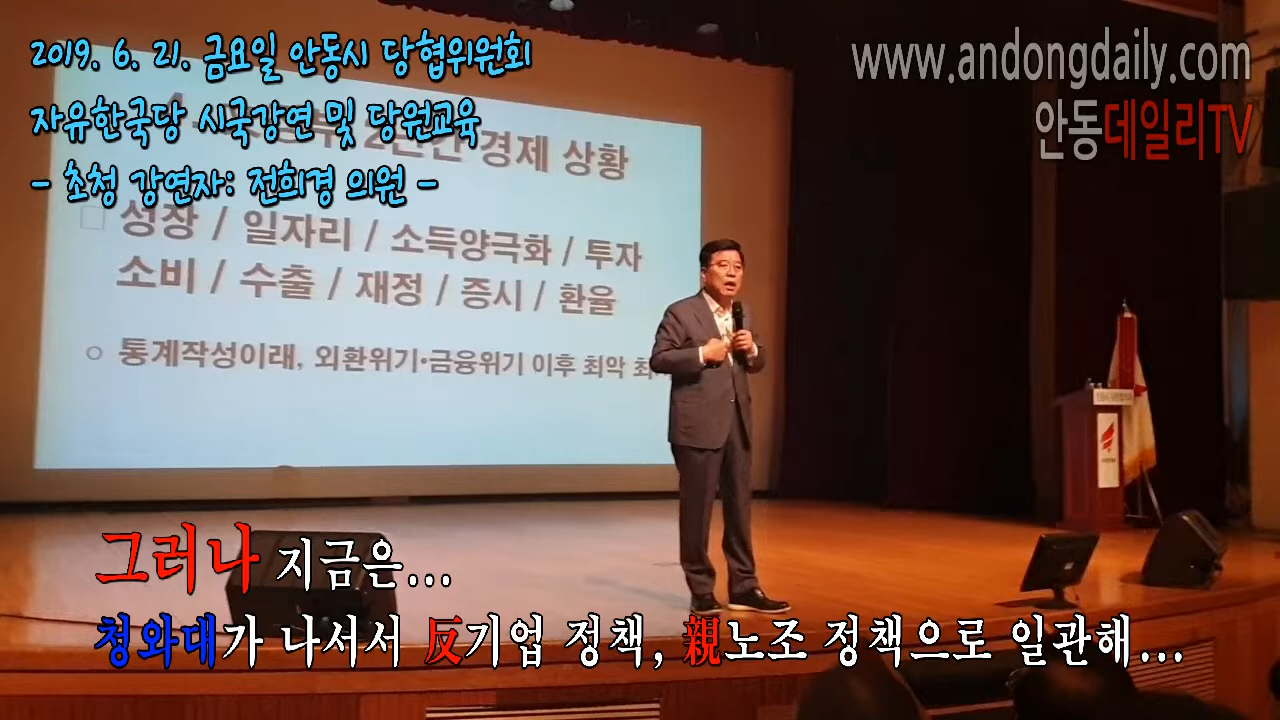 2019. 6. 21. 금요일 안동시 당협위원회
자유한국당 시국강연 및 당원교육
- 초청 강연자: 전희경 의원 -
www.andongdaily.com
안동데일리TV
경제 상황
□ 성장 / 일자리 / 소득양극화 / 투자
소비 / 수출 / 재정 / 증시 / 환율
○ 통계작성이래, 외환위기•금융위기 이후 최악
그러나 지금은...
청와대가 나서서 反기업 정책, 親노조 정책으로 일관해...